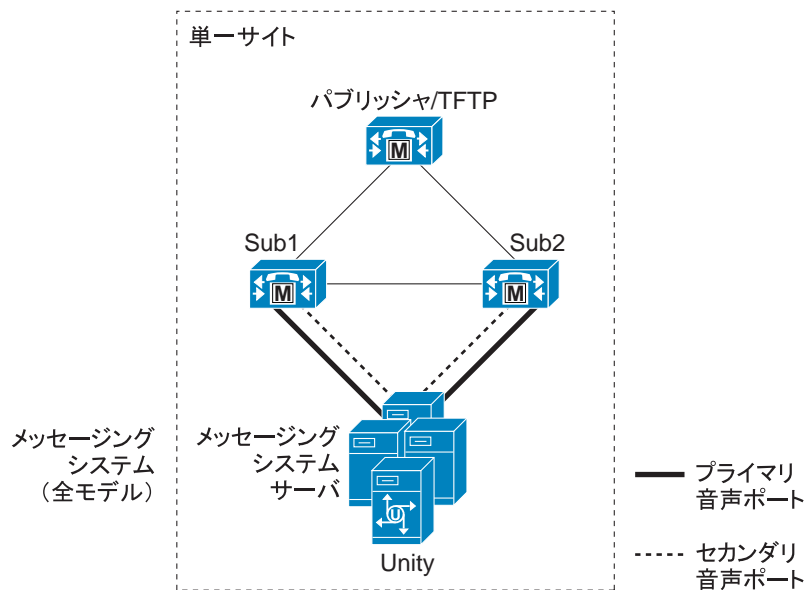 単一サイト
パブリッシャ/TFTP
M
Sub1
Sub2
M
M
メッセージング
システム
(全モデル)
メッセージング
システム
サーバ
U
Unity
プライマリ
音声ポート
セカンダリ
音声ポート